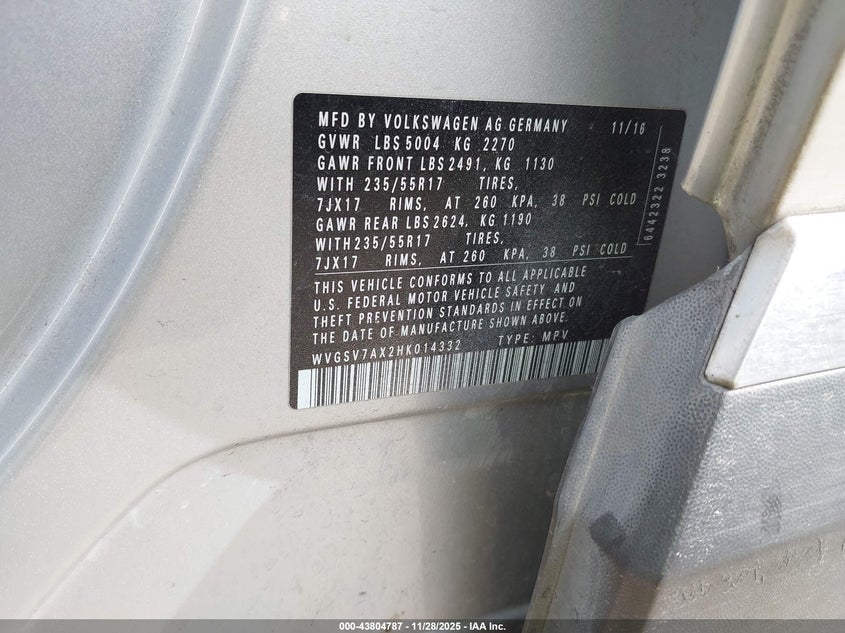 MFD BY VOLKSWAGEN AG GERMANY 11/16
GVWR LBS 5004 KG 2270
GAWR FRONT LBS 2491, KG 1130
WITH 235/55R17 TIRES,
7JX17 RIMS, AT 260 KPA, 38 PSI COLD
GAWR REAR LBS 2624, KG 1190
WITH 235/55R17 TIRES,
7JX17 RIMS, AT 260 KPA, 38 PSI COLD
THIS VEHICLE CONFORMS TO ALL APPLICABLE
U.S. FEDERAL MOTOR VEHICLE SAFETY AND
THEFT PREVENTION STANDARDS IN EFFECT ON
THE DATE OF MANUFACTURE SHOWN ABOVE.
WVGSV7AX2HK014332 TYPE: MPV
6442322 3238
000-43804787 - 11/28/2025 - IAA Inc.